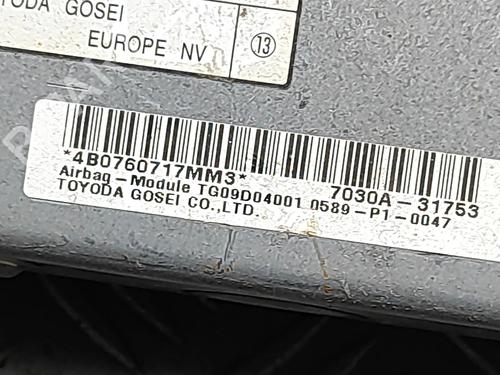 TOYODA GOSEI
EUROPE NV
13
*4B0760717MM3*
7030A-31753
Airbag-Module TG09D04001 0589-P1-0047
TOYODA GOSEI CO.,LTD.